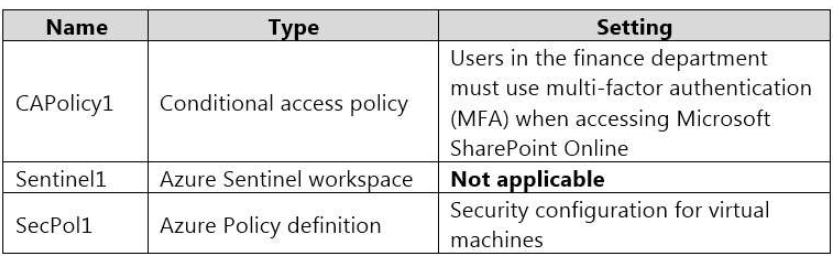 Name Type Setting
Users in the finance department
must use multi-factor authentication
CAPolicy1 Conditional access policy (MFA) when accessing Microsoft
SharePoint Online
Sentinel1 Azure Sentinel workspace Not applicable
SecPol1 Azure Policy definition Security configuration for virtual
machines